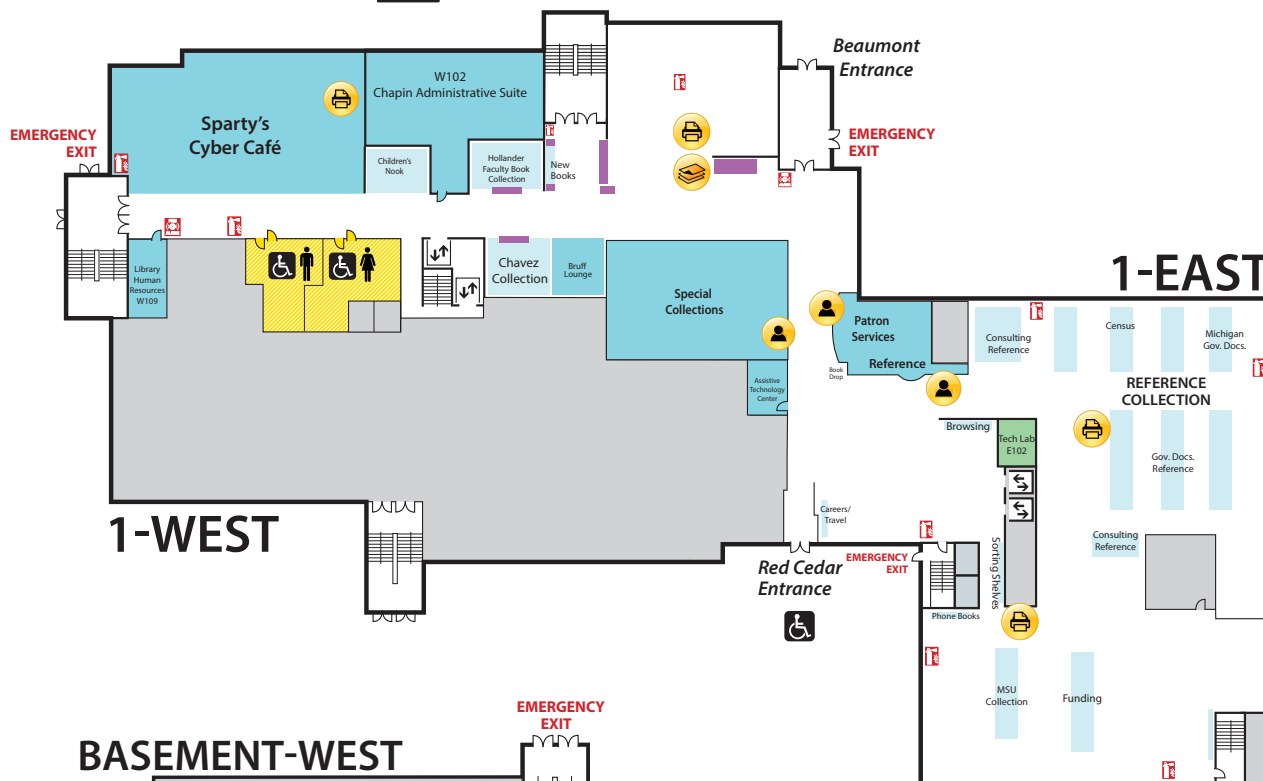 Beaumont
Entrance
W102
Chapin Administrative Suite
Sparty's
Cyber Café
EMERGENCY
EXIT
EMERGENCY
EXIT
Children's
Nook
Hollander
Faculty Book
Collection
New
Books
Library
Human
Resources
W109
Chavez
Collection
Bruff
Lounge
Special
Collections
1-EAST
Patron
Services
Reference
Book
Drop
Consulting
Reference
Census
Michigan
Gov. Docs.
Assistive
Technology
Center
REFERENCE
COLLECTION
Browsing
Tech Lab
E102
Gov. Docs.
Reference
1-WEST
Careers/
Travel
Consulting
Reference
Sorting Shelves
Red Cedar
Entrance
EMERGENCY
EXIT
Phone Books
MSU
Collection
Funding
EMERGENCY
EXIT
BASEMENT-WEST